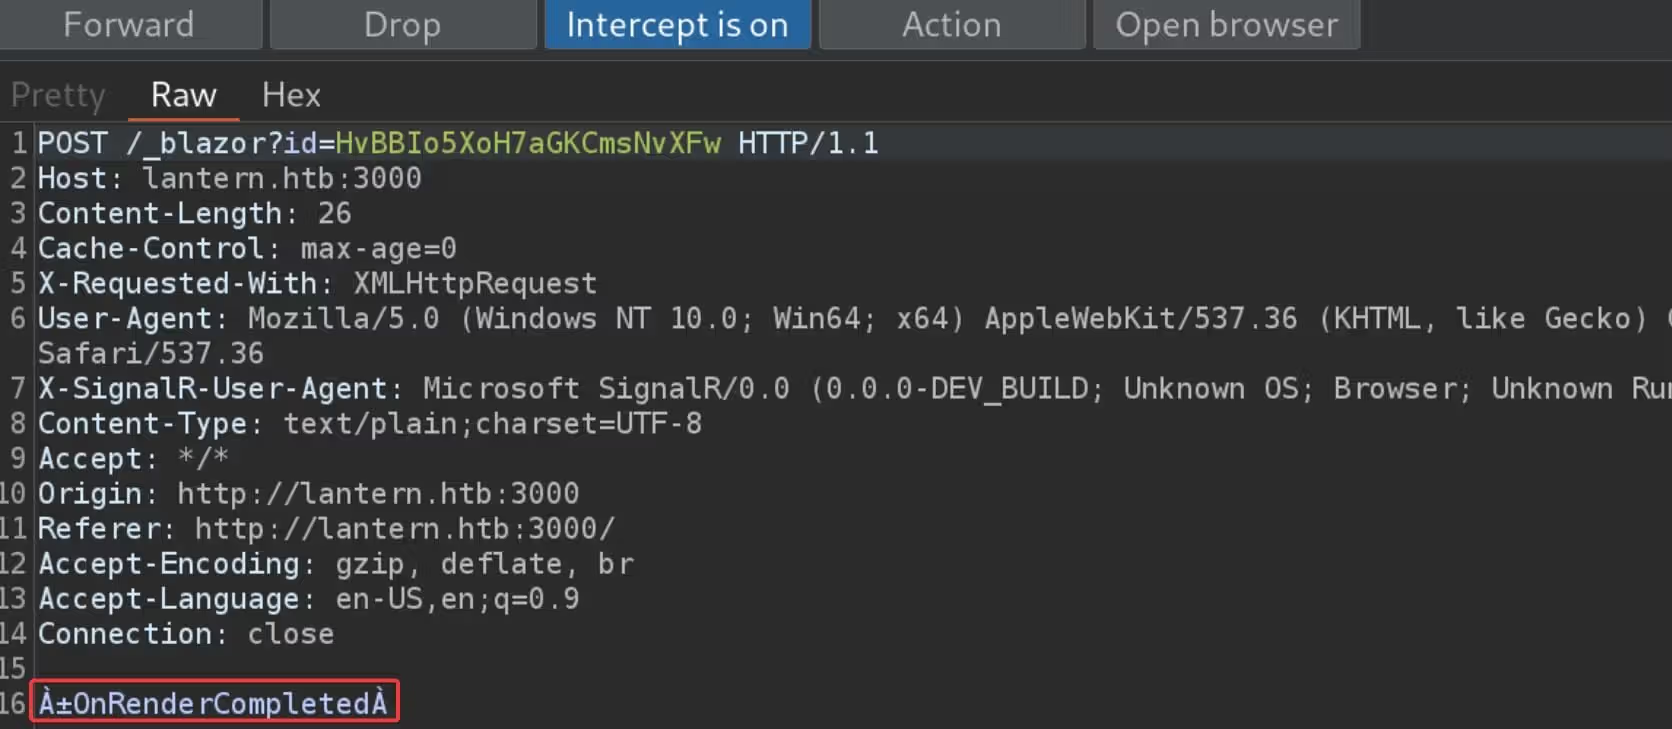 Forward Drop Intercept is on Action Open browser
Pretty Raw Hex
1 POST /_blazor?id=HvBBIo5XoH7aGKCmsNvXFw HTTP/1.1
2 Host: lantern.htb:3000
3 Content-Length: 26
4 Cache-Control: max-age=0
5 X-Requested-With: XMLHttpRequest
6 User-Agent: Mozilla/5.0 (Windows NT 10.0; Win64; x64) AppleWebKit/537.36 (KHTML, like Gecko)
Safari/537.36
7 X-SignalR-User-Agent: Microsoft SignalR/0.0 (0.0.0-DEV_BUILD; Unknown OS; Browser; Unknown
8 Content-Type: text/plain;charset=UTF-8
9 Accept: */*
10 Origin: http://lantern.htb:3000
11 Referer: http://lantern.htb:3000/
12 Accept-Encoding: gzip, deflate, br
13 Accept-Language: en-US,en;q=0.9
14 Connection: close
15
16 À±OnRenderCompletedÀ